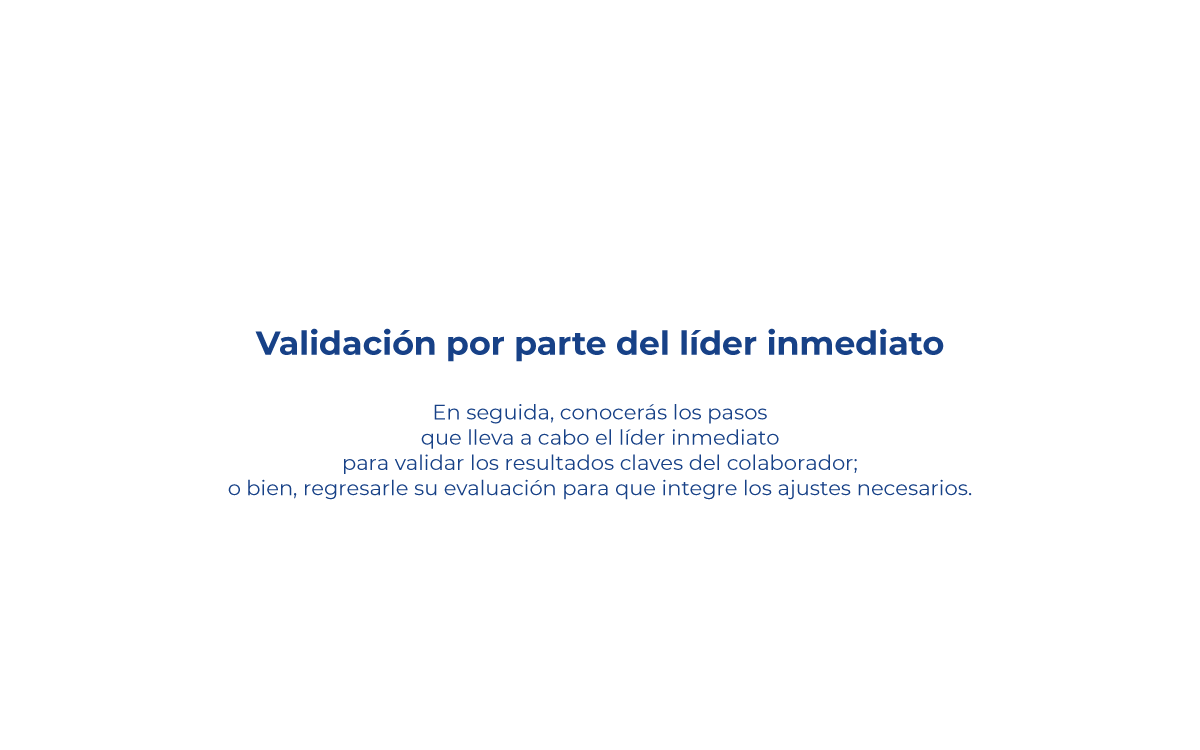 Validación por parte del líder inmediato
En seguida, conocerás los pasos
que lleva a cabo el líder inmediato
para validar los resultados claves del colaborador;
o bien, regresarle su evaluación para que integre los ajustes necesarios.